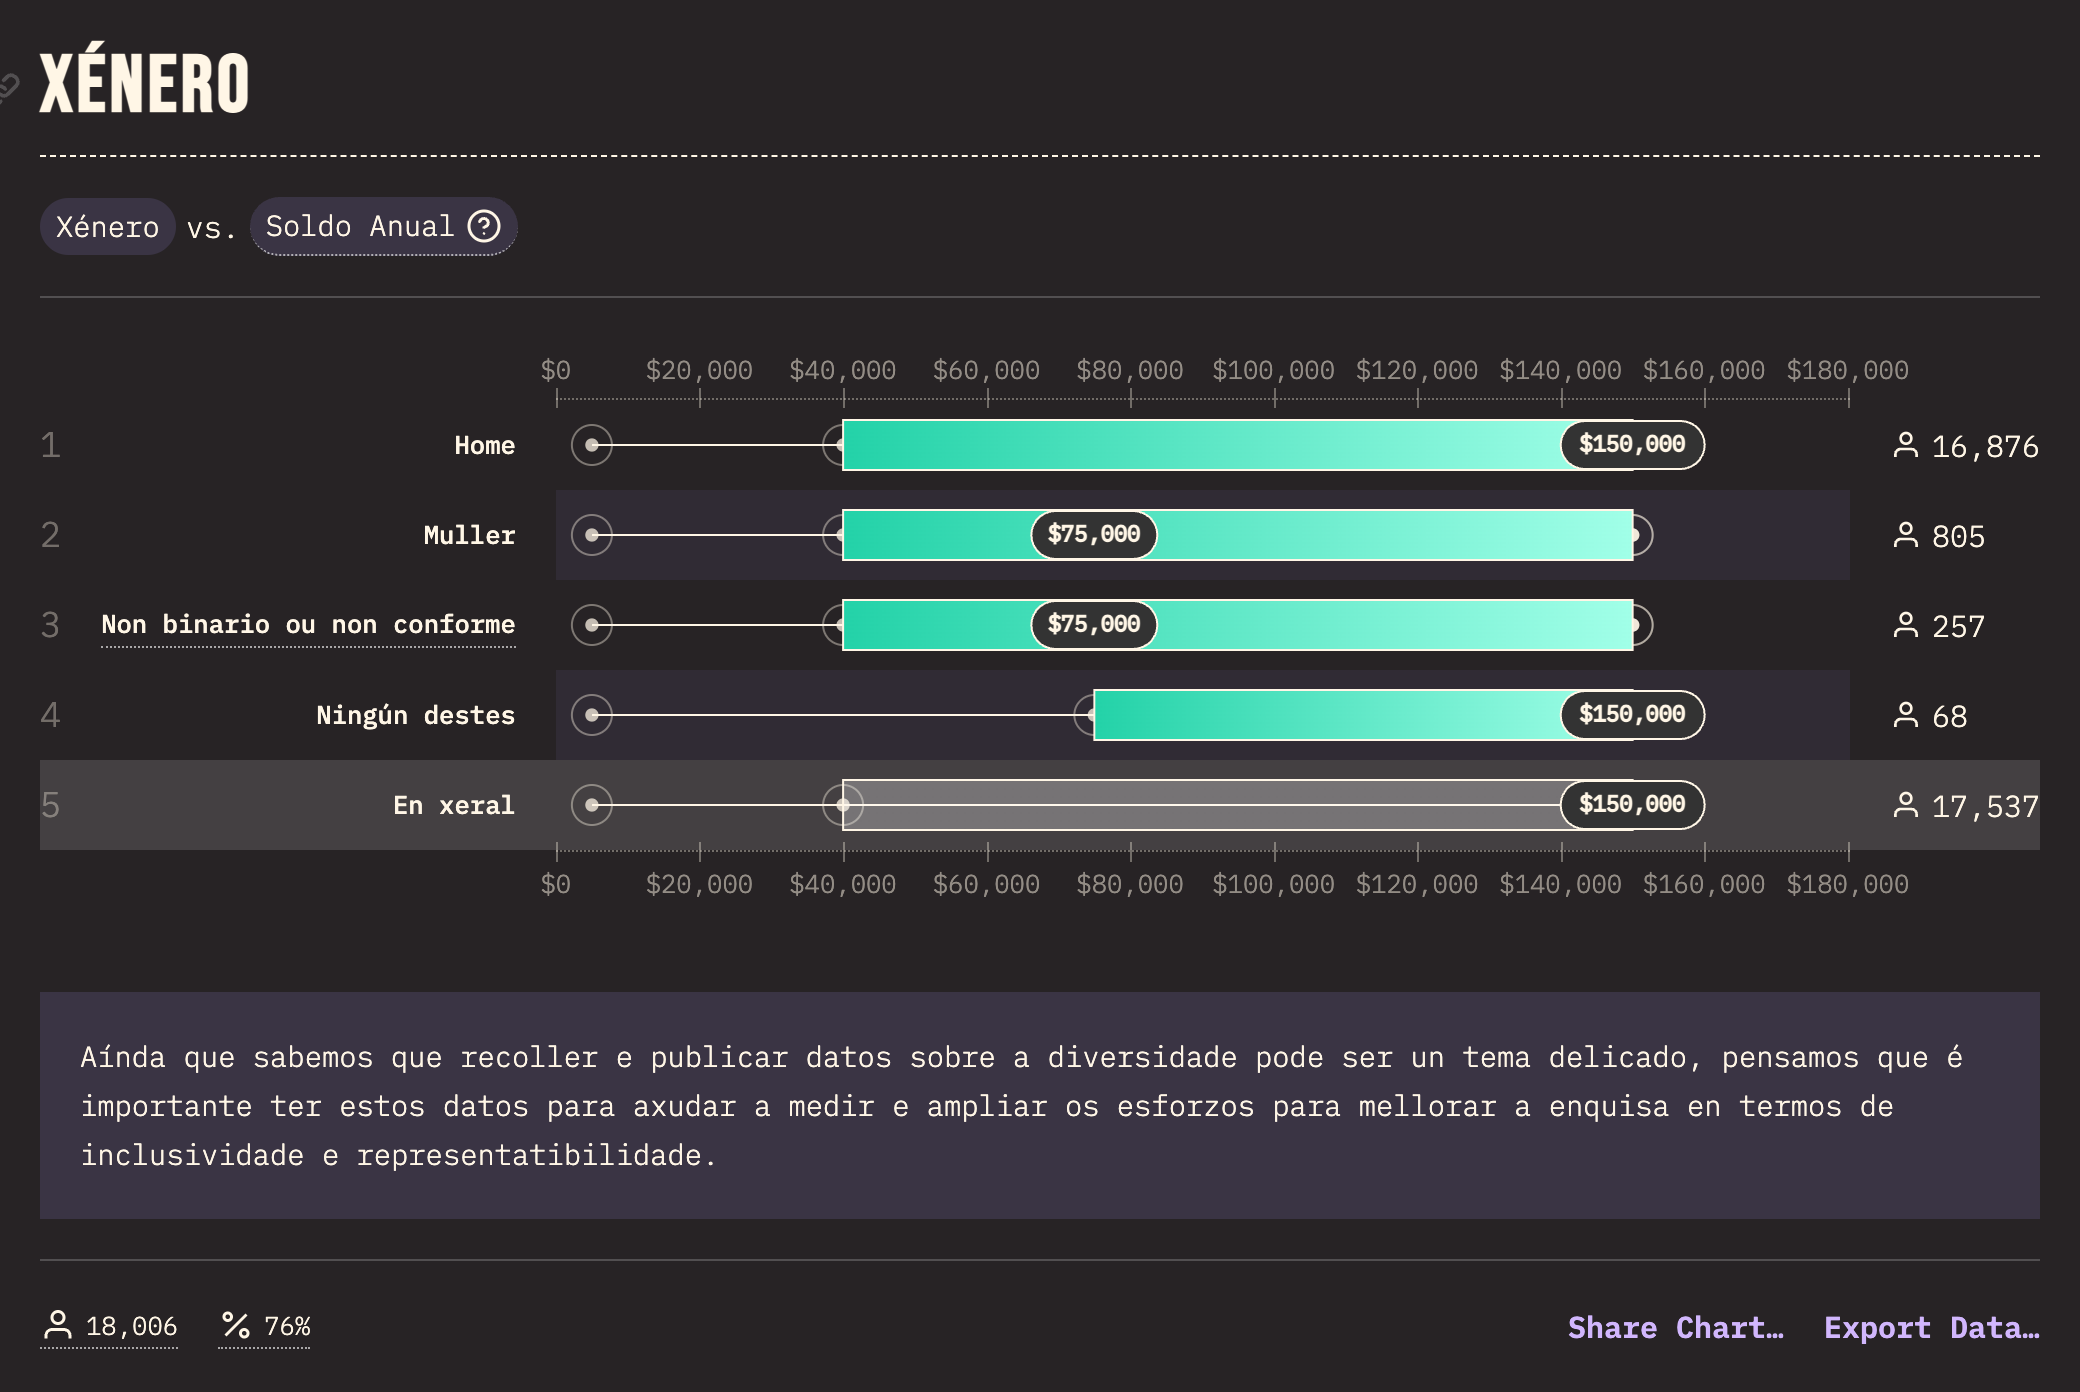 XÉNERO
Xénero vs. Soldo Anual
$0 $20,000 $40,000 $60,000 $80,000 $100,000 $120,000 $140,000 $160,000 $180,000
1 Home $150,000 16,876
2 Muller $75,000 805
3 Non binario ou non conforme $75,000 257
4 Ningún destes $150,000 68
5 En xeral $150,000 17,537
$0 $20,000 $40,000 $60,000 $80,000 $100,000 $120,000 $140,000 $160,000 $180,000
Aínda que sabemos que recoller e publicar datos sobre a diversidade pode ser un tema delicado, pensamos que é
importante ter estos datos para axudar a medir e ampliar os esforzos para mellorar a enquisa en termos de
inclusividade e representatibilidade.
18,006 76% Share Chart… Export Data…